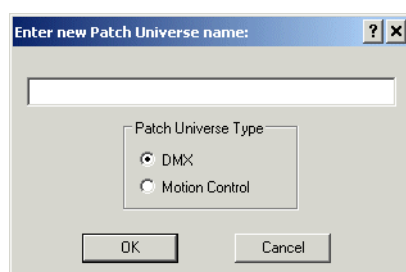 Enter new Patch Universe name:
Patch Universe Type
DMX
Motion Control
OK Cancel